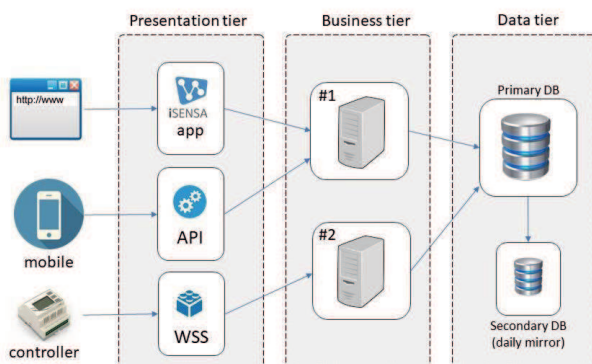 Presentation tier
Business tier
Data tier
http://www
iSENSA
app
#1
Primary DB
mobile
API
#2
controller
WSS
Secondary DB
(daily mirror)